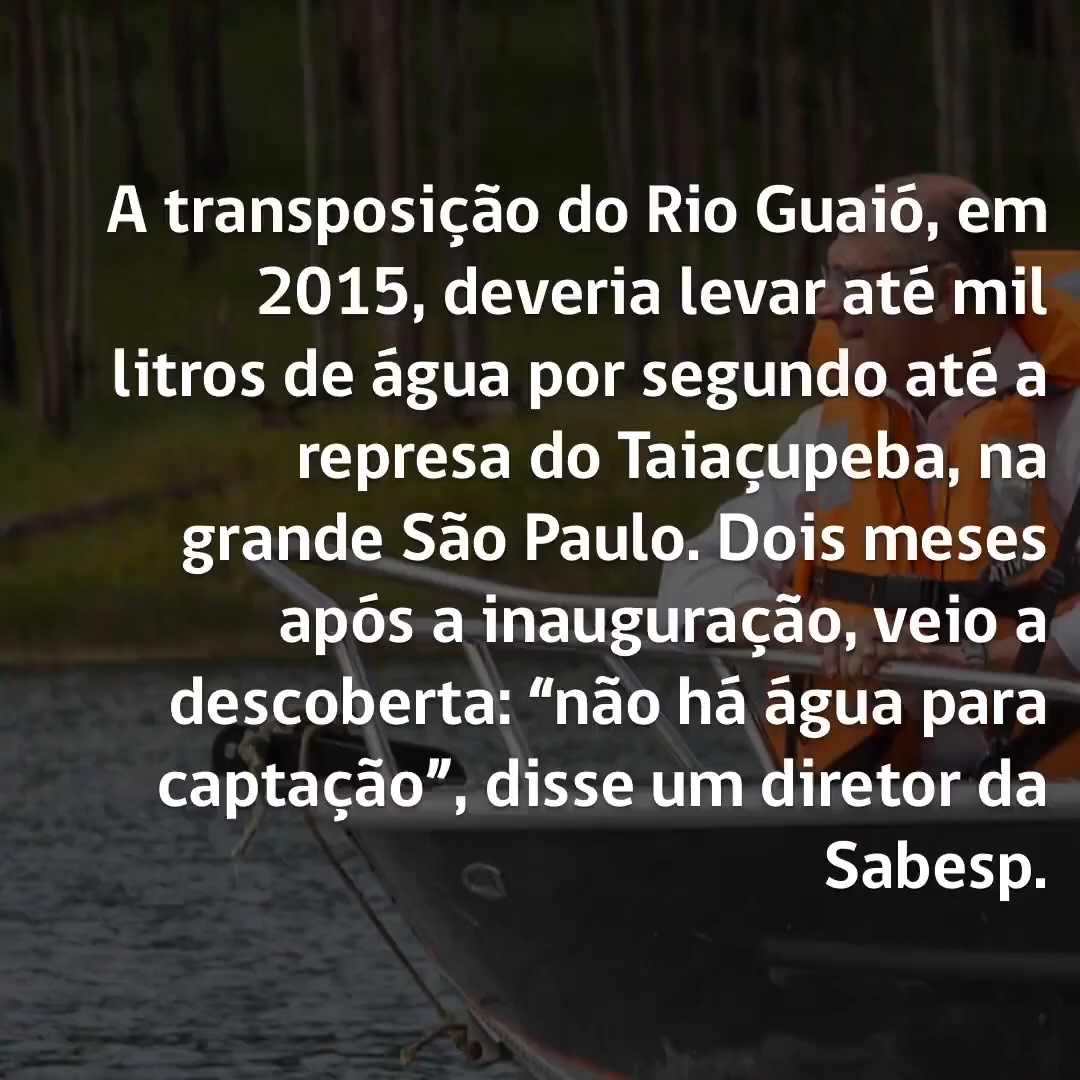 A transposição do Rio Guaió, em
2015, deveria levar até mil
litros de água por segundo até a
represa do Taiaçupeba, na
grande São Paulo. Dois meses
após a inauguração, veio a
descoberta: “não há água para
captação”, disse um diretor da
Sabesp.
ATIVA